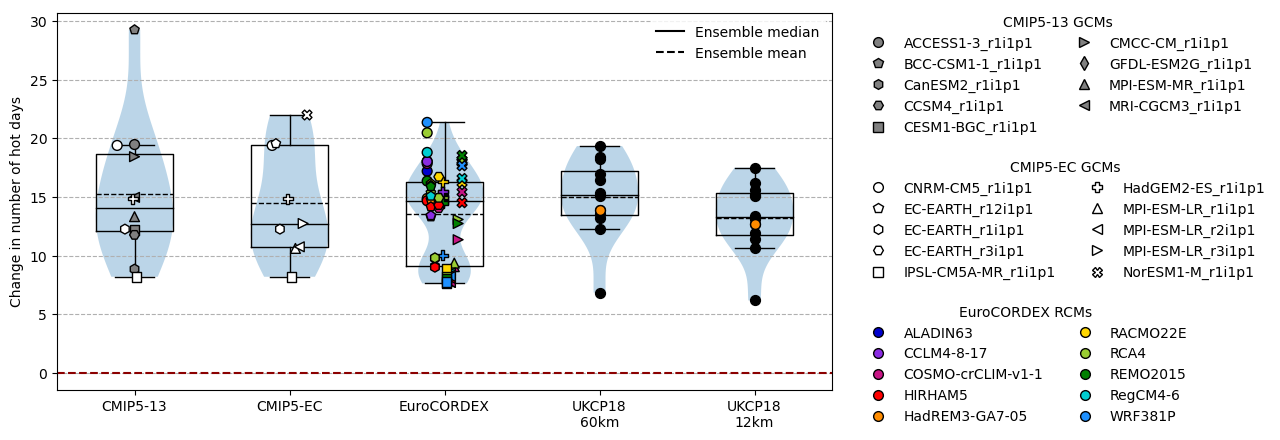 Change in number of hot days
30
25
20
15
10
5
0
Ensemble median
Ensemble mean
CMIP5-13
CMIP5-EC
EuroCORDEX
UKCP18
60km
UKCP18
12km
CMIP5-13 GCMs
ACCESS1-3_r1i1p1
BCC-CSM1-1_r1i1p1
CanESM2_r1i1p1
CCSM4_r1i1p1
CESM1-BGC_r1i1p1
CMCC-CM_r1i1p1
GFDL-ESM2G_r1i1p1
MPI-ESM-MR_r1i1p1
MRI-CGCM3_r1i1p1
CMIP5-EC GCMs
CNRM-CM5_r1i1p1
EC-EARTH_r12i1p1
EC-EARTH_r1i1p1
EC-EARTH_r3i1p1
IPSL-CM5A-MR_r1i1p1
HadGEM2-ES_r1i1p1
MPI-ESM-LR_r1i1p1
MPI-ESM-LR_r2i1p1
MPI-ESM-LR_r3i1p1
NorESM1-M_r1i1p1
EuroCORDEX RCMs
ALADIN63
CCLM4-8-17
COSMO-crCLIM-v1-1
HIRHAM5
HadREM3-GA7-05
RACMO22E
RCA4
REMO2015
RegCM4-6
WRF381P